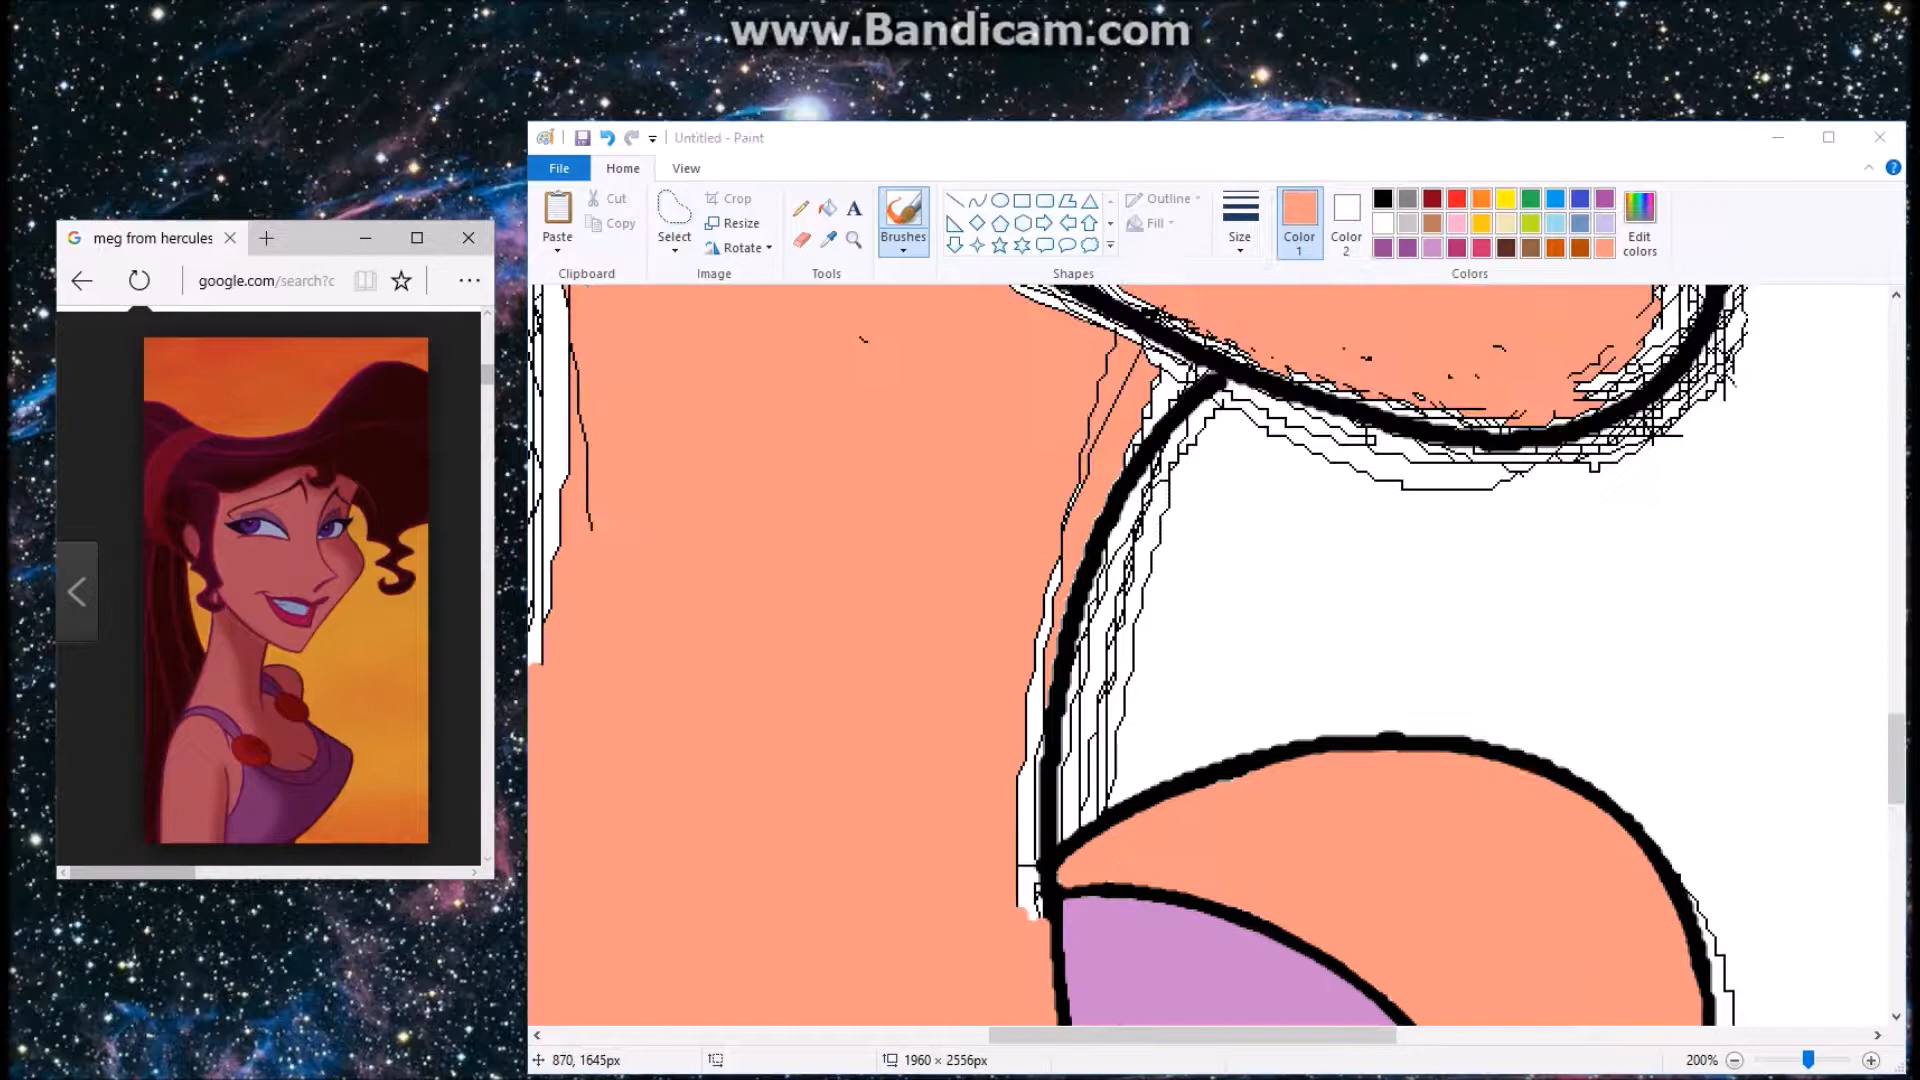 www.Bandicam.com
Untitled - Paint
File Home View
Paste
Cut
Copy
Clipboard
Select
Crop
Resize
Rotate
Image
Tools
Brushes
Shapes
Outline
Fill
Size
Color 1
Color 2
Edit colors
Colors
meg from hercules
google.com/search?c
870, 1645px
1960 × 2556px
200%